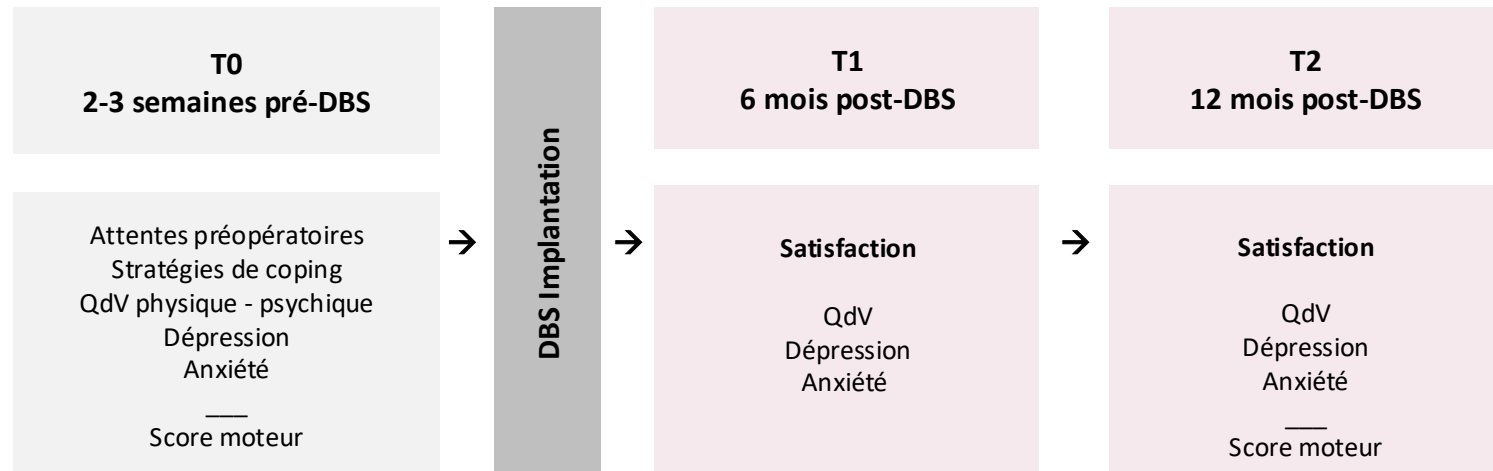 T0
2-3 semaines pré-DBS
Attentes préopératoires
Stratégies de coping
QdV physique - psychique
Dépression
Anxiété
___
Score moteur
→
DBS Implantation
→
T1
6 mois post-DBS
Satisfaction
QdV
Dépression
Anxiété
→
T2
12 mois post-DBS
Satisfaction
QdV
Dépression
Anxiété
___
Score moteur